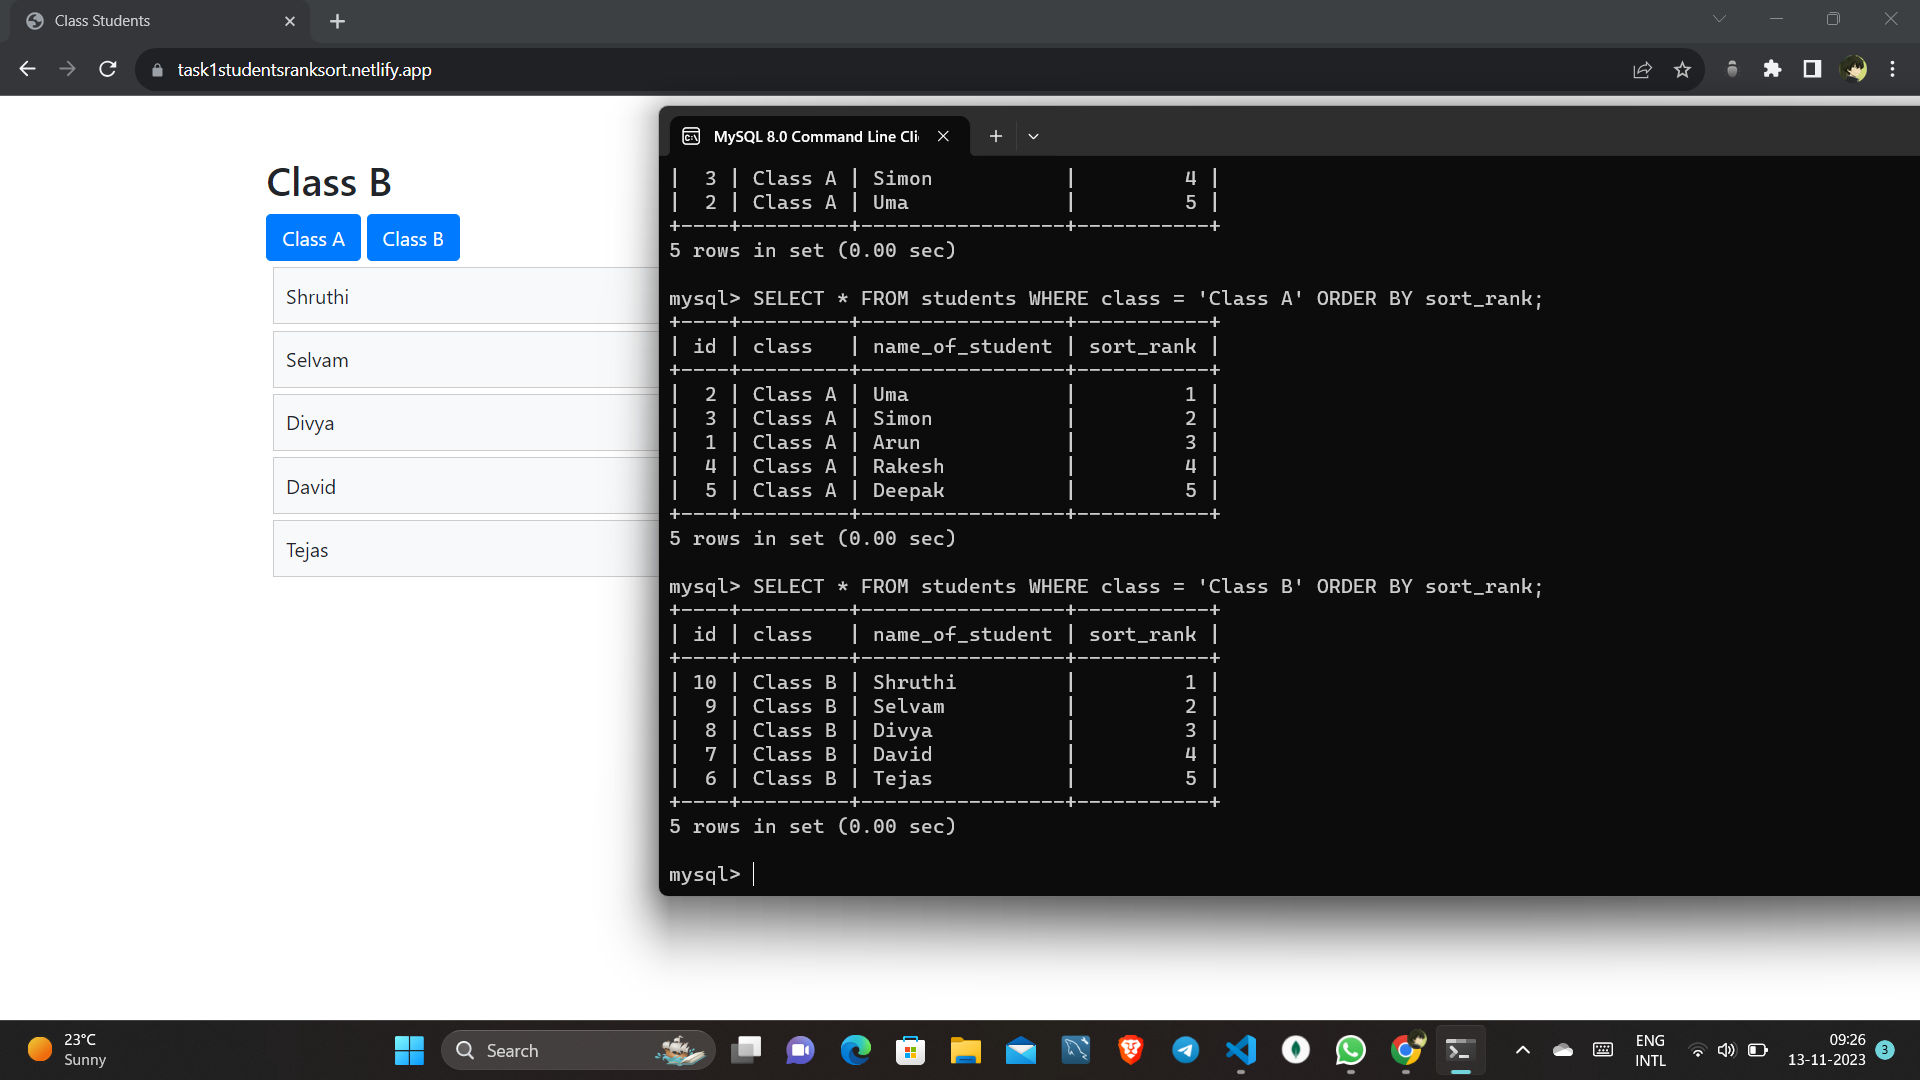 Class Students
task1studentsranksort.netlify.app
Class B
Class A
Class B
Shruthi
Selvam
Divya
David
Tejas
MySQL 8.0 Command Line Cli
|  3 | Class A | Simon           |         4 |
|  2 | Class A | Uma             |         5 |
+----+---------+-----------------+-----------+
5 rows in set (0.00 sec)
mysql> SELECT * FROM students WHERE class = 'Class A' ORDER BY sort_rank;
+----+---------+-----------------+-----------+
| id | class   | name_of_student | sort_rank |
+----+---------+-----------------+-----------+
|  2 | Class A | Uma             |         1 |
|  3 | Class A | Simon           |         2 |
|  1 | Class A | Arun            |         3 |
|  4 | Class A | Rakesh          |         4 |
|  5 | Class A | Deepak          |         5 |
+----+---------+-----------------+-----------+
5 rows in set (0.00 sec)
mysql> SELECT * FROM students WHERE class = 'Class B' ORDER BY sort_rank;
+----+---------+-----------------+-----------+
| id | class   | name_of_student | sort_rank |
+----+---------+-----------------+-----------+
| 10 | Class B | Shruthi         |         1 |
|  9 | Class B | Selvam          |         2 |
|  8 | Class B | Divya           |         3 |
|  7 | Class B | David           |         4 |
|  6 | Class B | Tejas           |         5 |
+----+---------+-----------------+-----------+
5 rows in set (0.00 sec)
mysql>
23°C
Sunny
Search
ENG
INTL
09:26
13-11-2023
3